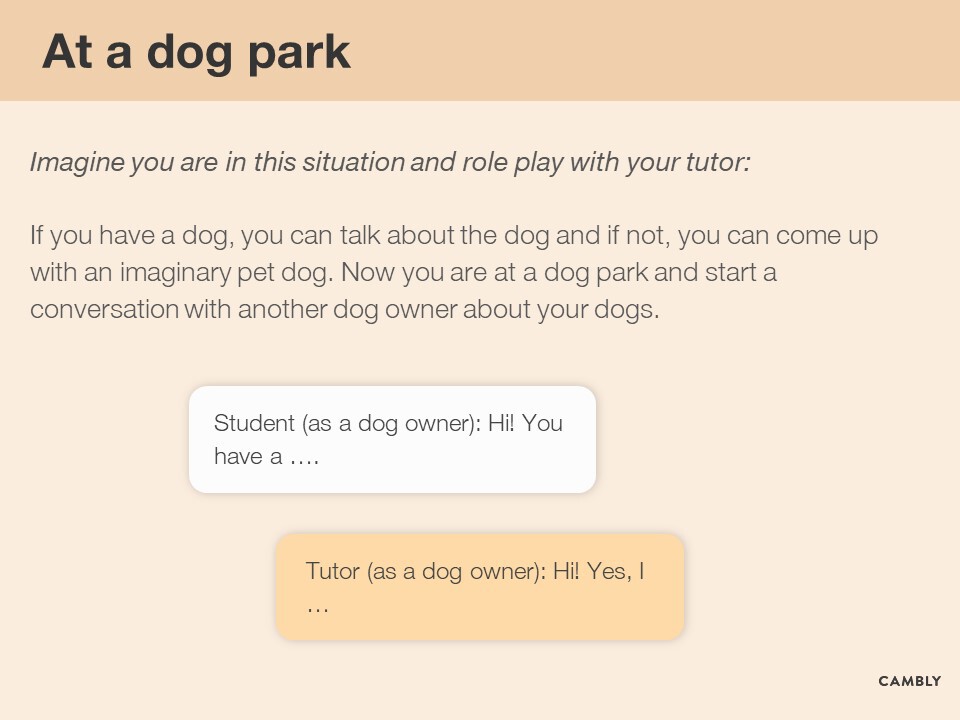 At a dog park
Imagine you are in this situation and role play with your tutor:
If you have a dog, you can talk about the dog and if not, you can come up
with an imaginary pet dog. Now you are at a dog park and start a
conversation with another dog owner about your dogs.
Student (as a dog owner): Hi! You
have a ....
Tutor (as a dog owner): Hi! Yes, I
...
CAMBLY